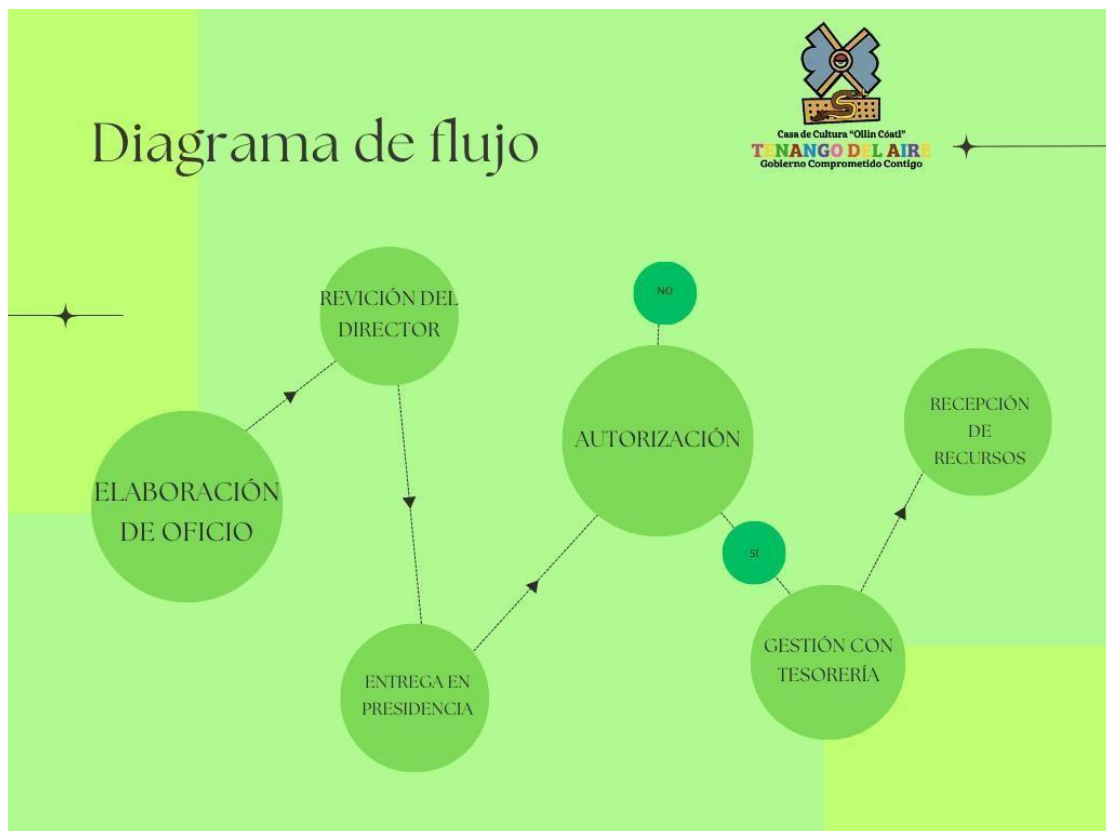 Diagrama de flujo
Casa de Cultura "Ollin Cóatl"
TENANGO DEL AIRE
Gobierno Comprometido Contigo
ELABORACIÓN
DE OFICIO
REVICIÓN DEL
DIRECTOR
ENTREGA EN
PRESIDENCIA
AUTORIZACIÓN
NO
SI
GESTIÓN CON
TESORERÍA
RECEPCIÓN
DE
RECURSOS